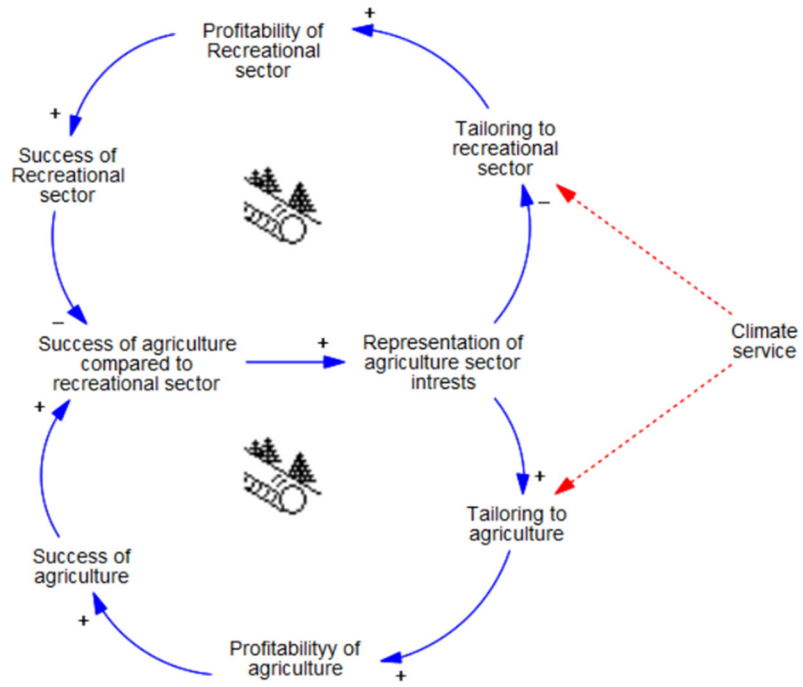 +
Profitability of
Recreational
sector
+
Success of
Recreational
sector
Tailoring to
recreational
sector
–
–
Success of agriculture
compared to
recreational sector
+
Representation of
agriculture sector
intrests
Climate
service
+
+
Tailoring to
agriculture
Success of
agriculture
+
Profitabilityy of
agriculture
+